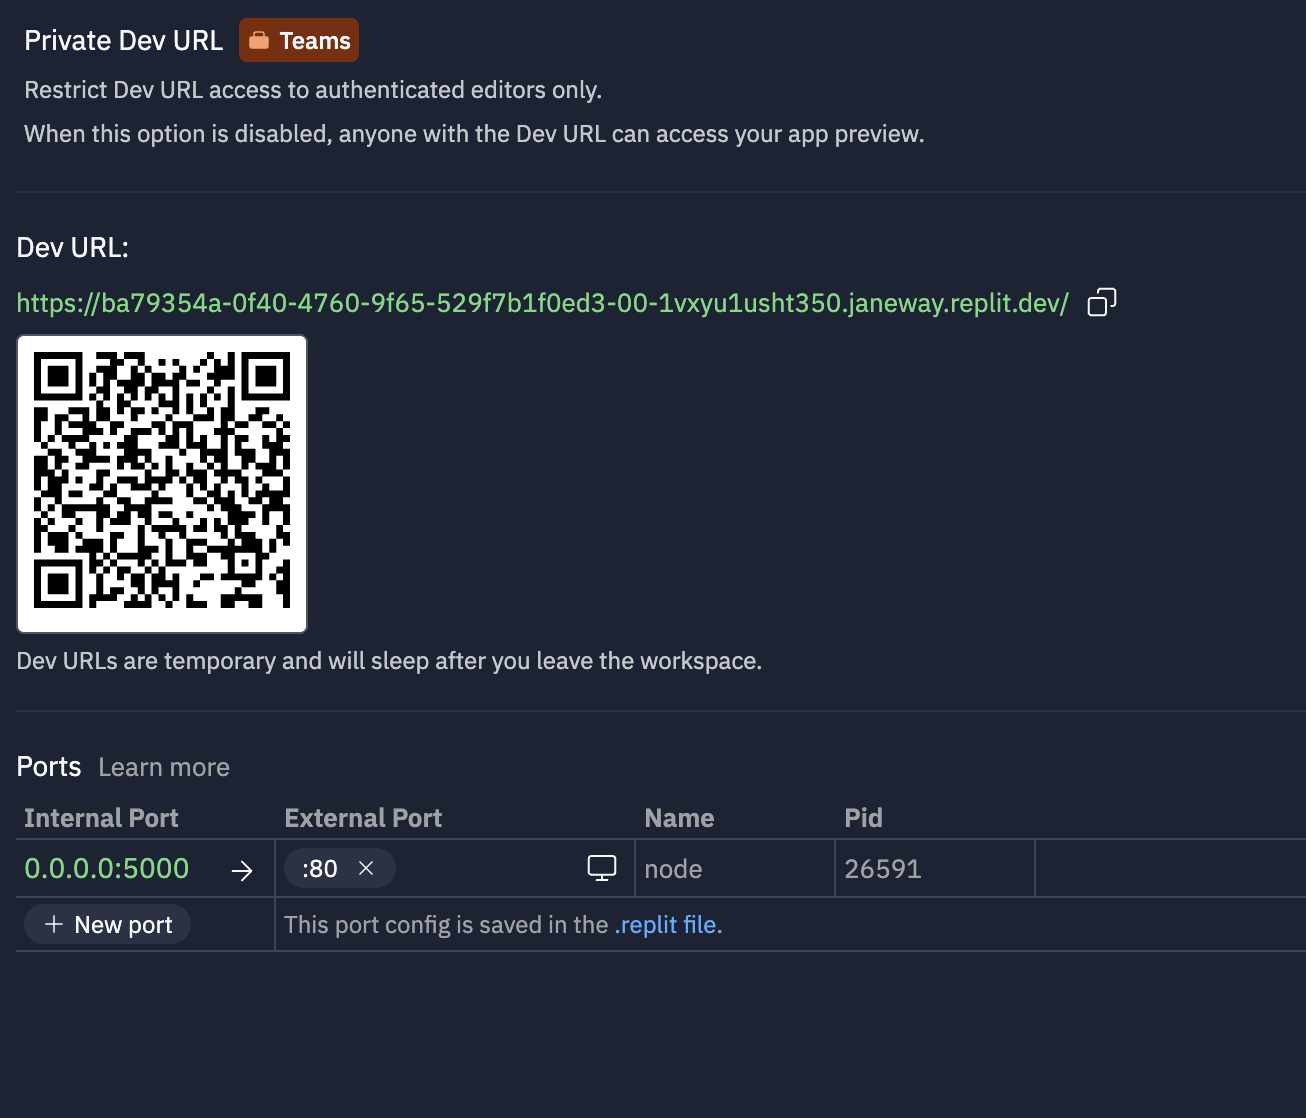 Private Dev URL Teams
Restrict Dev URL access to authenticated editors only.
When this option is disabled, anyone with the Dev URL can access your app preview.
Dev URL:
https://ba79354a-0f40-4760-9f65-529f7b1f0ed3-00-1vxyu1usht350.janeway.replit.dev/
Dev URLs are temporary and will sleep after you leave the workspace.
Ports Learn more
Internal Port External Port Name Pid
0.0.0.0:5000 → :80 × node 26591
+ New port This port config is saved in the .replit file.